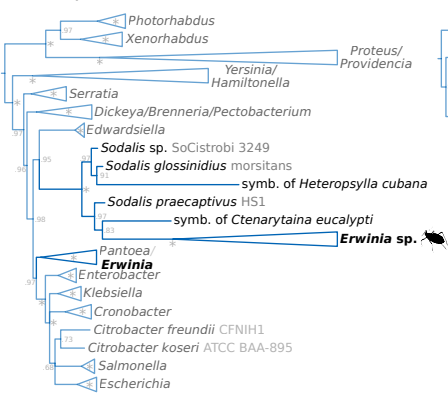 Photorhabdus
.97
Xenorhabdus
*
*
*
*
Proteus/
Providencia
Yersinia/
Hamiltonella
*
*
Serratia
*
.97
Dickeya/Brenneria/Pectobacterium
*
Edwardsiella
*
Sodalis sp. SoCistrobi 3249
.95
.97
Sodalis glossinidius morsitans
.96
.91
symb. of Heteropsylla cubana
*
Sodalis praecaptivus HS1
.97
symb. of Ctenarytaina eucalypti
.98
.83
Erwinia sp.
*
Pantoea/
Erwinia
*
Enterobacter
*
.97
Klebsiella
*
*
Cronobacter
*
*
Citrobacter freundii CFNIH1
.73
Citrobacter koseri ATCC BAA-895
.68
Salmonella
*
Escherichia
*